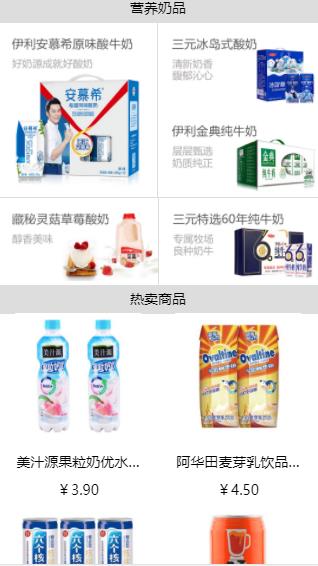 营养奶品
伊利安慕希原味酸牛奶
好奶源成就好酸奶
安慕希
三元冰岛式酸奶
清新奶香
馥郁沁心
伊利金典纯牛奶
层层甄选
奶质纯正
金典
藏秘灵菇草莓酸奶
醇香美味
三元特选60年纯牛奶
专属牧场
良种奶牛
热卖商品
美汁源
Ovaltine
美汁源果粒奶优水...
阿华田麦芽乳饮品...
¥3.90
¥4.50
六个核
六个核
六个核